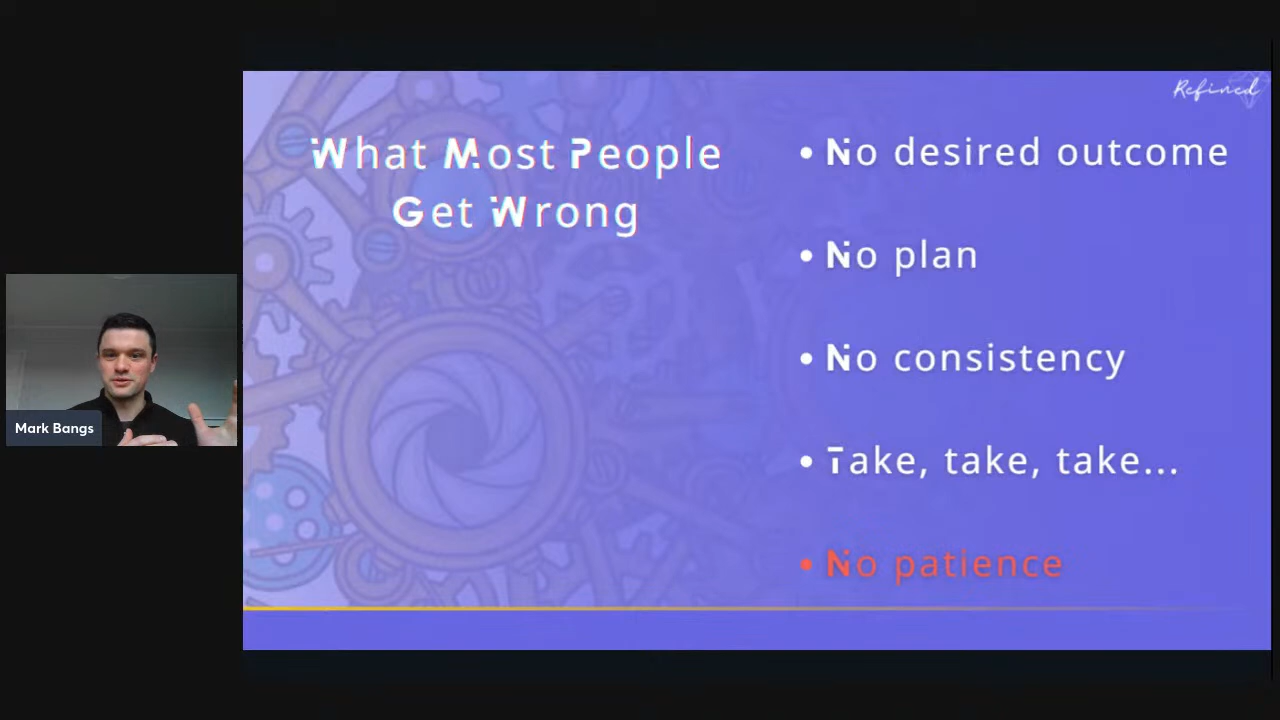 Refined
What Most People
Get Wrong
• No desired outcome
• No plan
• No consistency
• Take, take, take...
• No patience
Mark Bangs